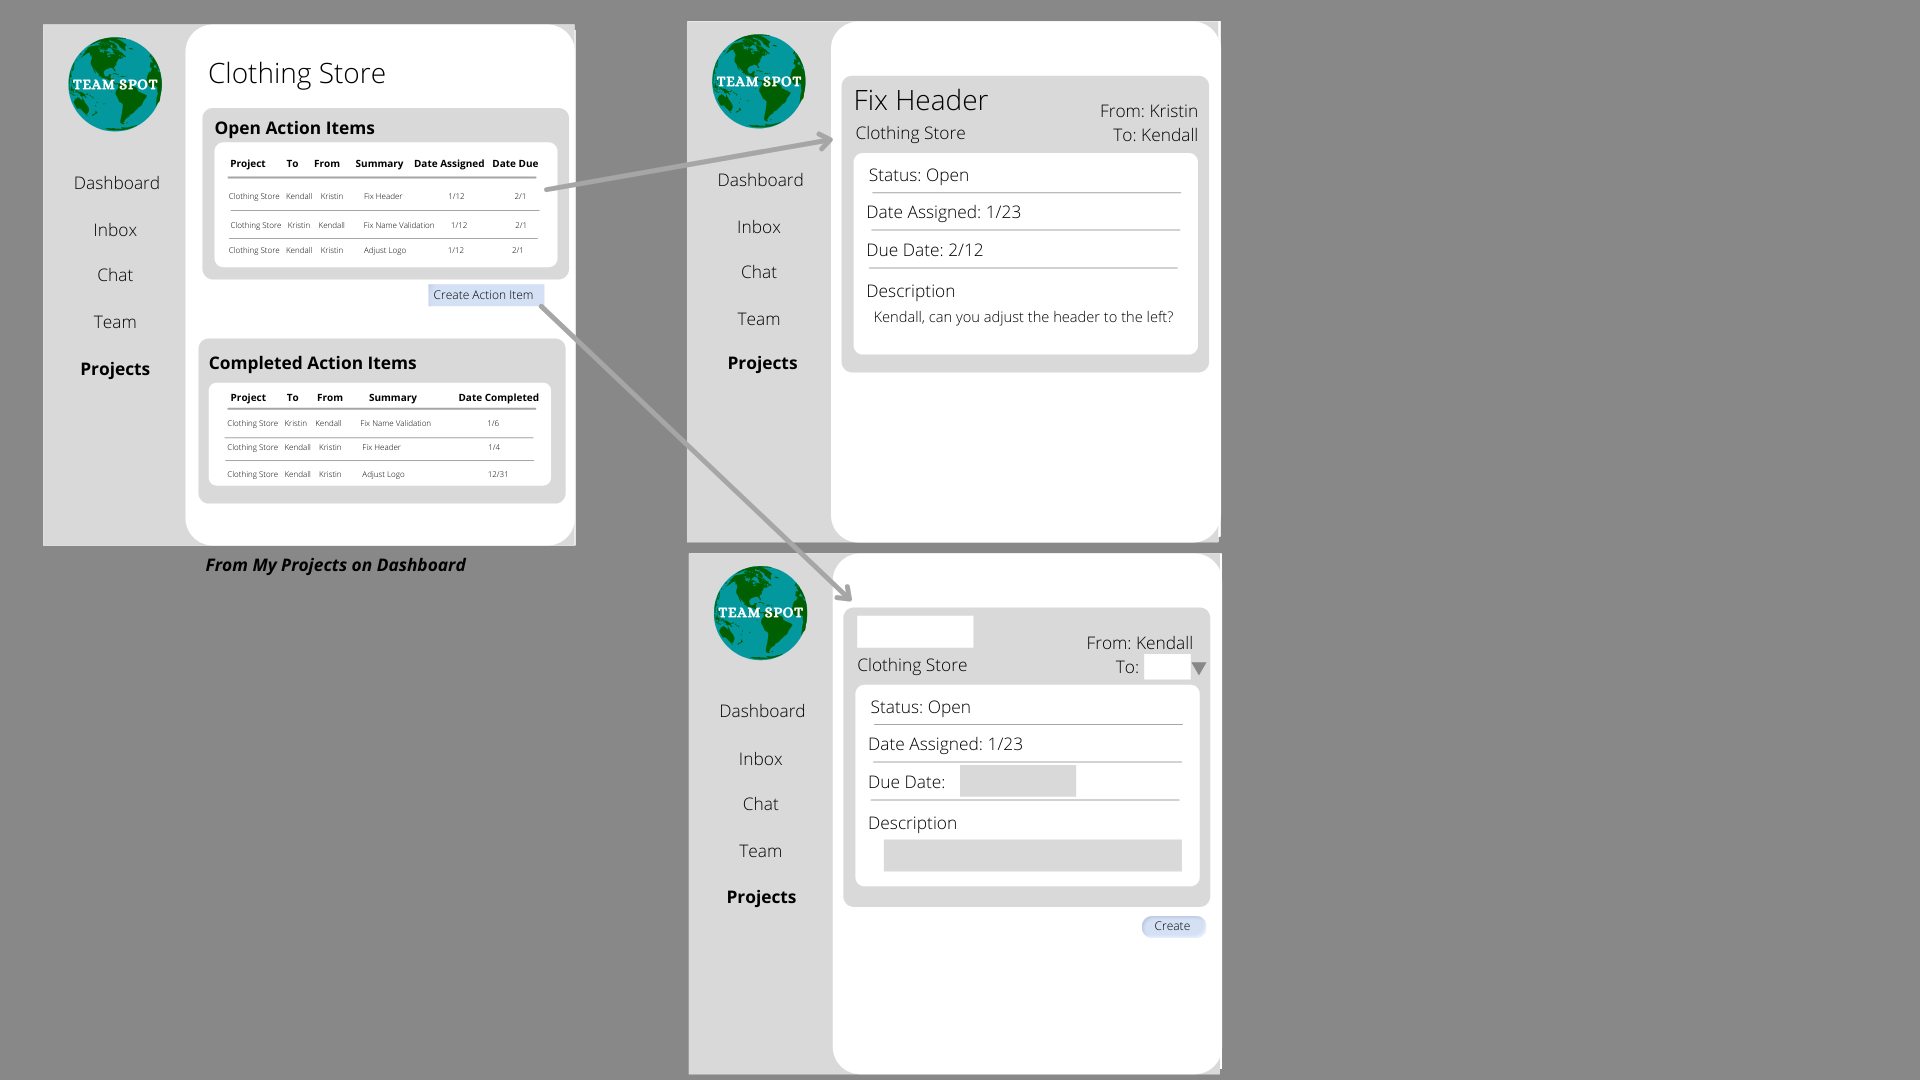 TEAM SPOT
Dashboard
Inbox
Chat
Team
Projects
Clothing Store
Open Action Items
Project To From Summary Date Assigned Date Due
Clothing Store Kendall Kristin Fix Header 1/12 2/1
Clothing Store Kristin Kendall Fix Name Validation 1/12 2/1
Clothing Store Kendall Kristin Adjust Logo 1/12 2/1
Create Action Item
Completed Action Items
Project To From Summary Date Completed
Clothing Store Kristin Kendall Fix Name Validation 1/6
Clothing Store Kendall Kristin Fix Header 1/4
Clothing Store Kendall Kristin Adjust Logo 12/31
From My Projects on Dashboard
TEAM SPOT
Dashboard
Inbox
Chat
Team
Projects
Fix Header
From: Kristin
Clothing Store
To: Kendall
Status: Open
Date Assigned: 1/23
Due Date: 2/12
Description
Kendall, can you adjust the header to the left?
TEAM SPOT
Dashboard
Inbox
Chat
Team
Projects
From: Kendall
Clothing Store
To:
Status: Open
Date Assigned: 1/23
Due Date:
Description
Create